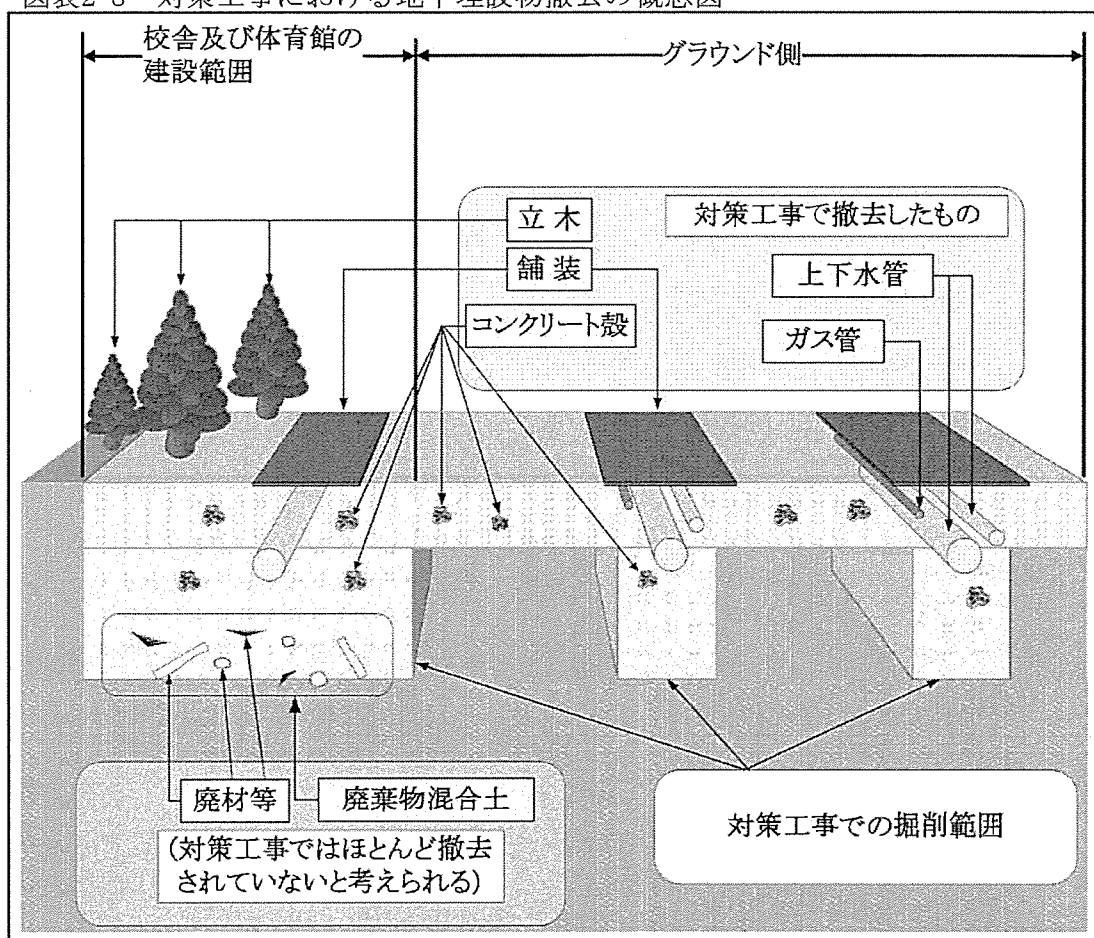 図表2-8 対策工事における地下埋設物撤去の概念図
校舎及び体育館の
建設範囲
グラウンド側
立木
対策工事で撤去したもの
舗装
上下水管
コンクリート殻
ガス管
廃材等
廃棄物混合土
(対策工事ではほとんど撤去
されていないと考えられる)
対策工事での掘削範囲